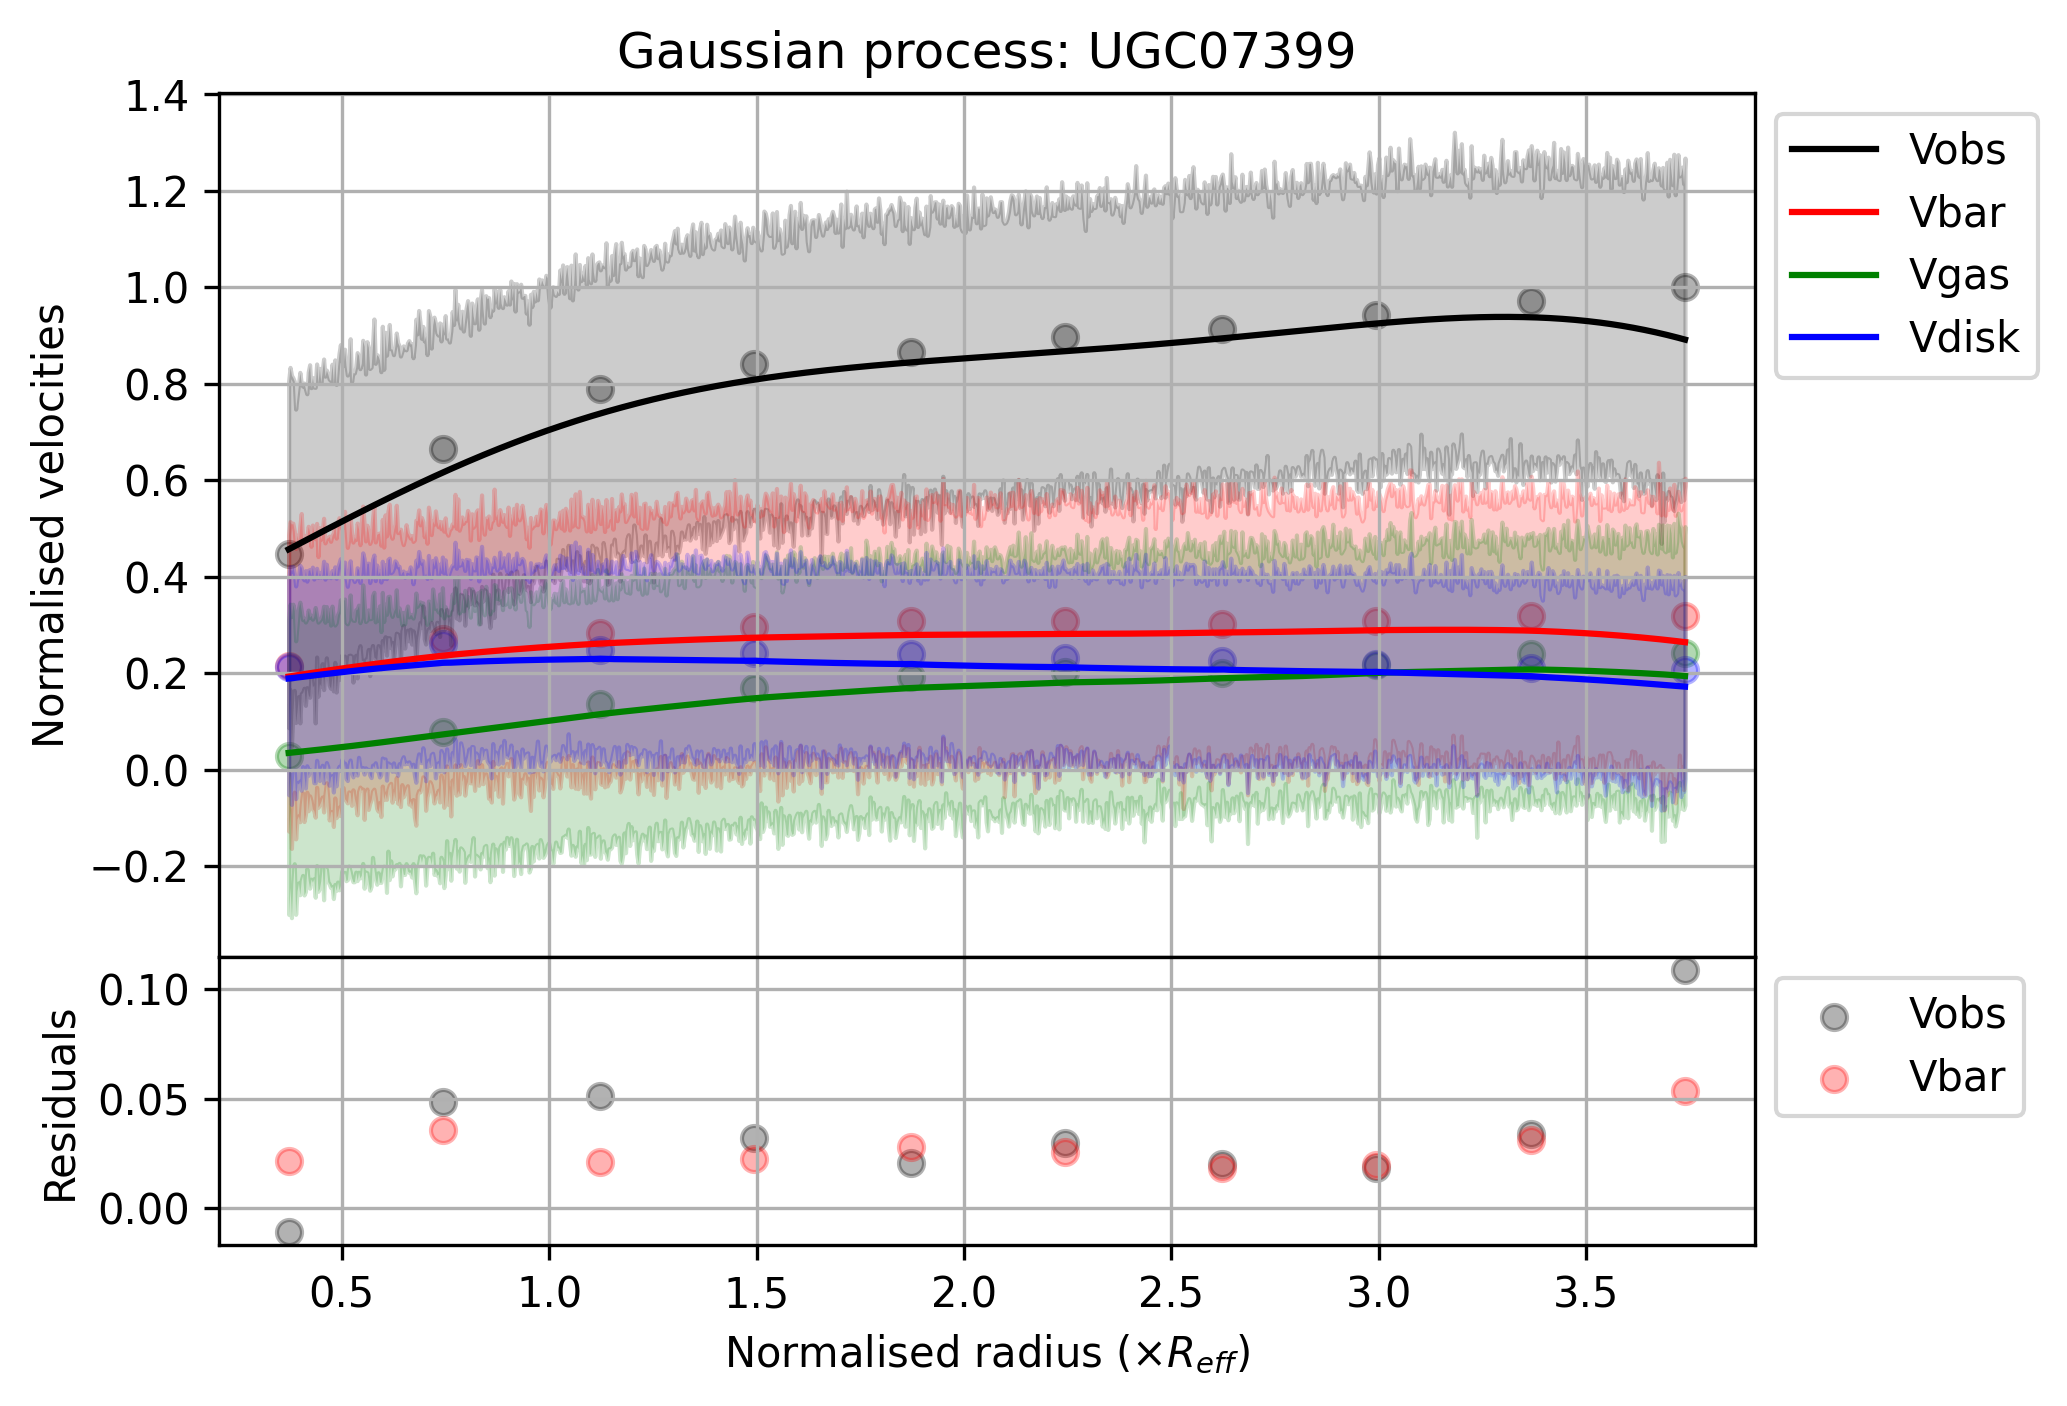 Gaussian process: UGC07399
1.4
1.2
1.0
0.8
0.6
0.4
0.2
0.0
−0.2
Normalised velocities
Vobs
Vbar
Vgas
Vdisk
0.10
0.05
0.00
Residuals
Vobs
Vbar
0.5 1.0 1.5 2.0 2.5 3.0 3.5
Normalised radius (×R_eff)